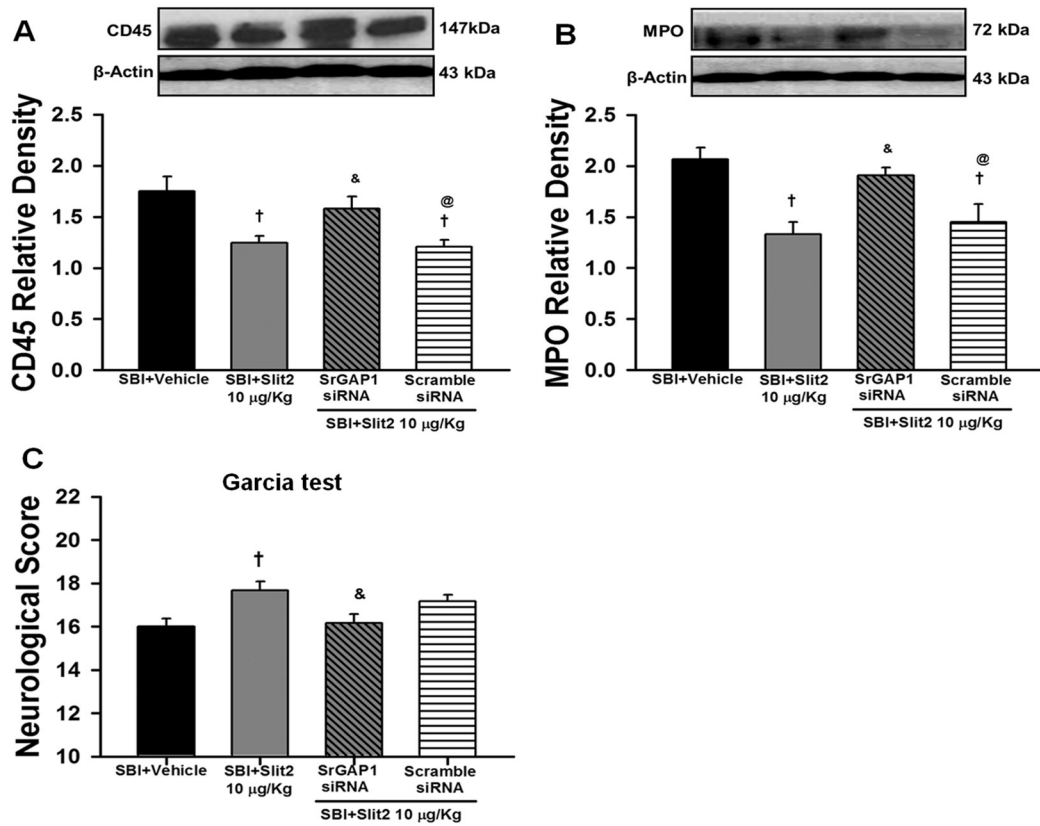 A
CD45
147kDa
β-Actin
43 kDa
CD45 Relative Density
2.5
2.0
1.5
1.0
0.5
0.0
†
&
@
†
SBI+Vehicle
SBI+Slit2
10 µg/Kg
SrGAP1
siRNA
Scramble
siRNA
SBI+Slit2 10 µg/Kg
B
MPO
72 kDa
β-Actin
43 kDa
MPO Relative Density
2.5
2.0
1.5
1.0
0.5
0.0
†
&
@
†
SBI+Vehicle
SBI+Slit2
10 µg/Kg
SrGAP1
siRNA
Scramble
siRNA
SBI+Slit2 10 µg/Kg
C
Garcia test
Neurological Score
22
20
18
16
14
12
10
†
&
SBI+Vehicle
SBI+Slit2
10 µg/Kg
SrGAP1
siRNA
Scramble
siRNA
SBI+Slit2 10 µg/Kg